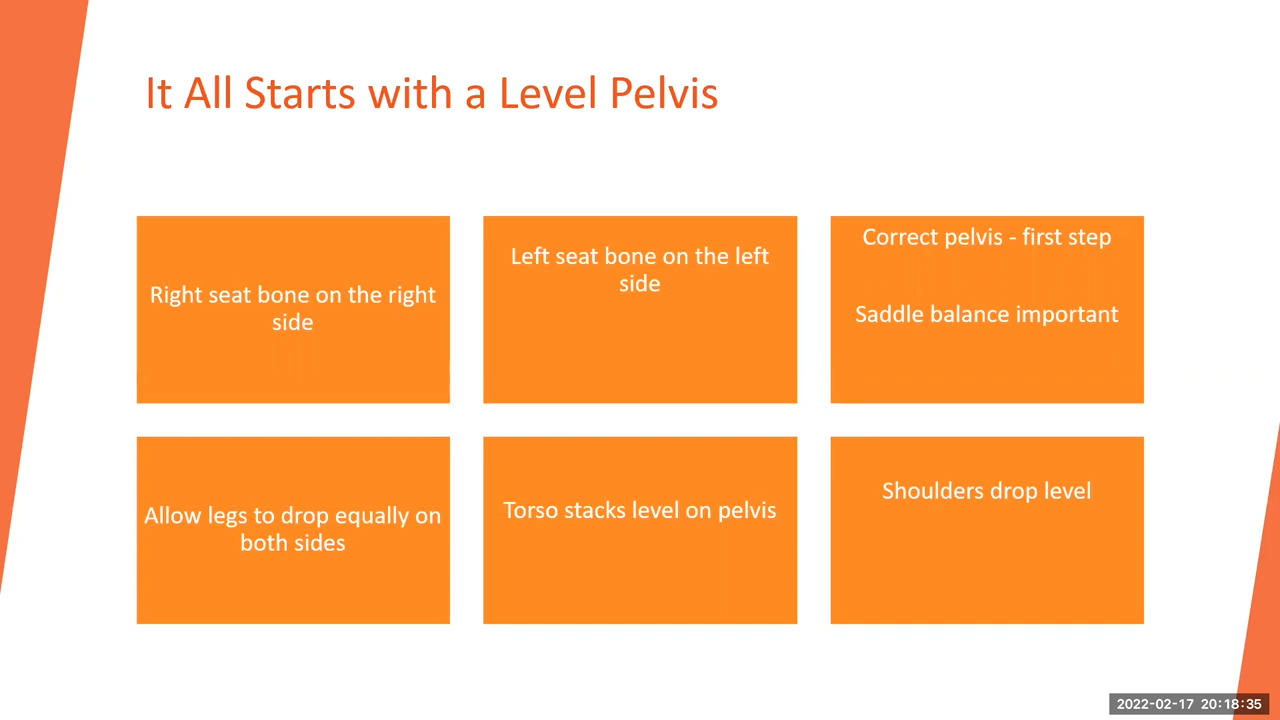 It All Starts with a Level Pelvis
Right seat bone on the right
side
Left seat bone on the left
side
Correct pelvis - first step
Saddle balance important
Allow legs to drop equally on
both sides
Torso stacks level on pelvis
Shoulders drop level
2022-02-17 20:18:35